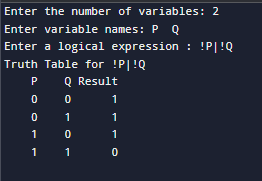 Enter the number of variables: 2
Enter variable names: P  Q
Enter a logical expression : !P|!Q
Truth Table for !P|!Q
P    Q Result
0    0    1
0    1    1
1    0    1
1    1    0